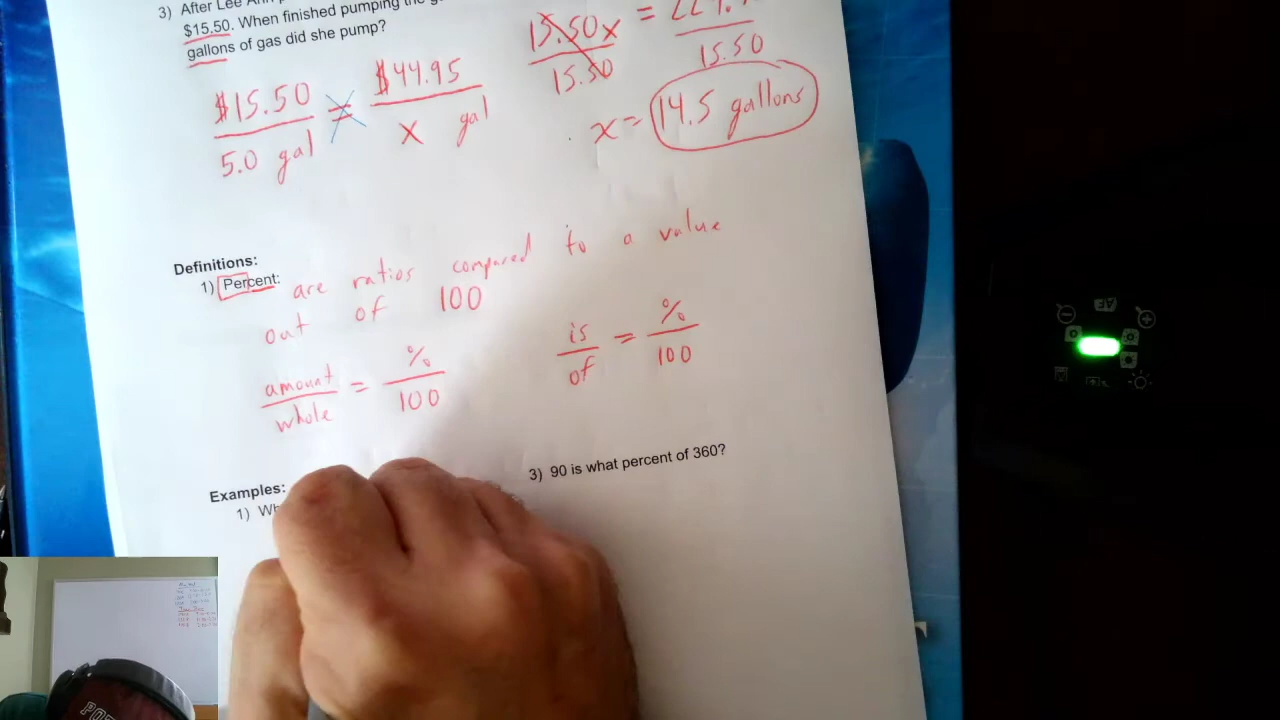 3) After Lee
$15.50. When finished pumping the
gallons of gas did she pump?
$15.50 = $44.95
5.0 gal x gal
15.50x =
15.50 15.50
x = 14.5 gallons
Definitions:
1) Percent: are ratios compared to a value
out of 100
amount = %
whole 100
is = %
of 100
Examples:
1)
3) 90 is what percent of 360?